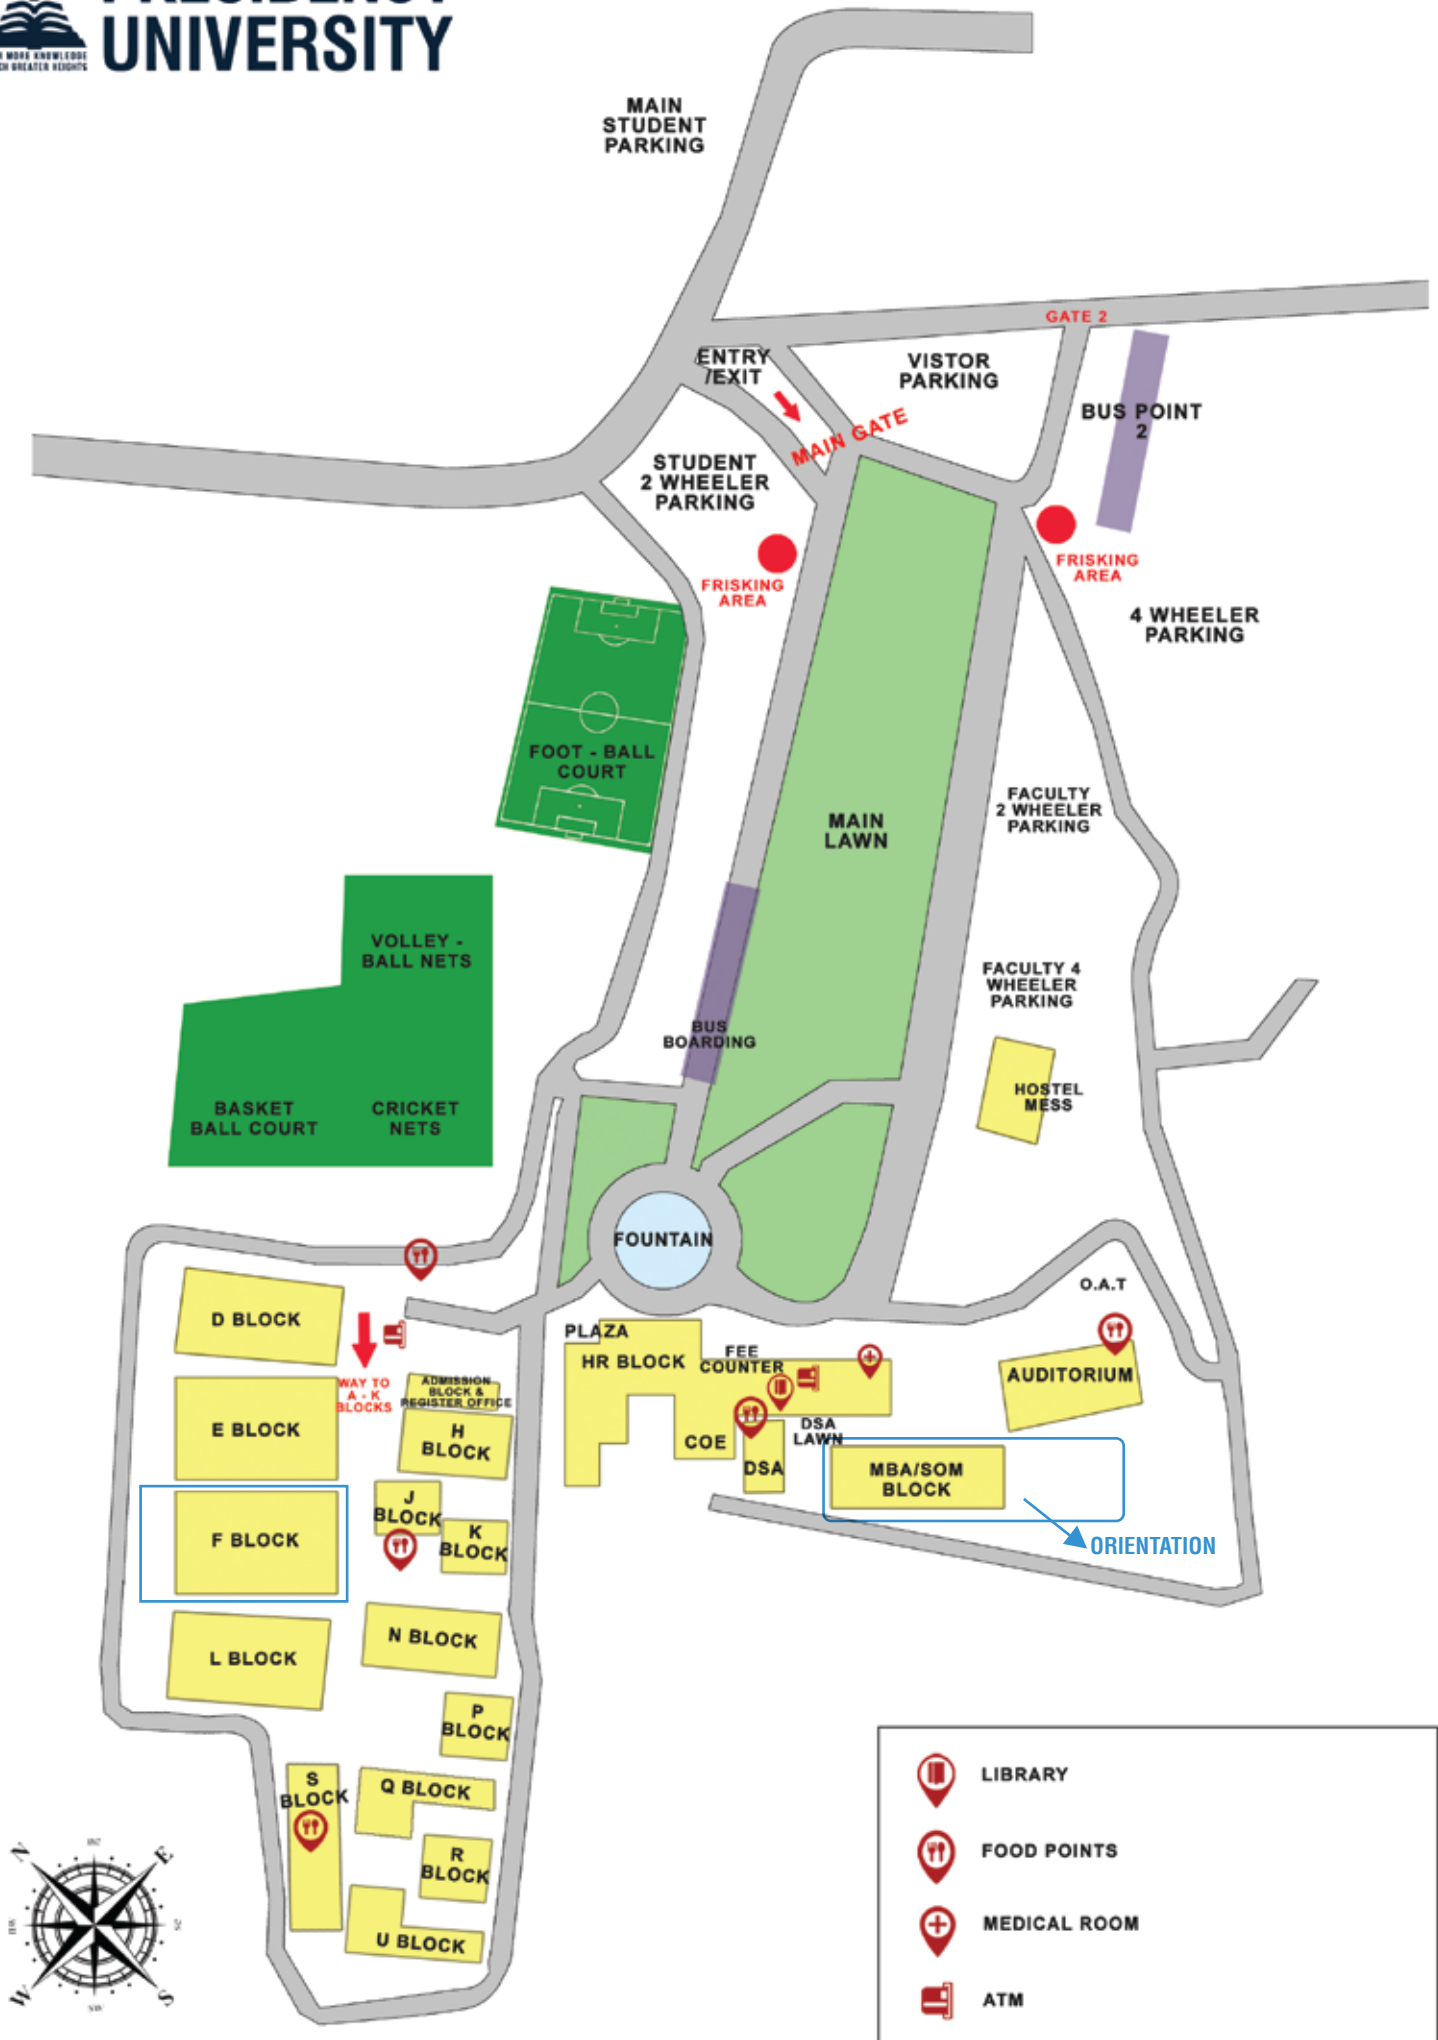 UNIVERSITY
MORE KNOWLEDGE
GREATER HEIGHTS
MAIN
STUDENT
PARKING
GATE 2
ENTRY
/EXIT
VISTOR
PARKING
MAIN GATE
BUS POINT
2
STUDENT
2 WHEELER
PARKING
FRISKING
AREA
FRISKING
AREA
4 WHEELER
PARKING
FOOT - BALL
COURT
FACULTY
2 WHEELER
PARKING
MAIN
LAWN
VOLLEY -
BALL NETS
FACULTY 4
WHEELER
PARKING
BUS
BOARDING
HOSTEL
MESS
BASKET
BALL COURT
CRICKET
NETS
FOUNTAIN
O.A.T
D BLOCK
PLAZA
HR BLOCK
FEE
COUNTER
AUDITORIUM
WAY TO
A - K
BLOCKS
ADMISSION
BLOCK &
REGISTER OFFICE
E BLOCK
H
BLOCK
COE
DSA
LAWN
DSA
MBA/SOM
BLOCK
J
BLOCK
F BLOCK
K
BLOCK
ORIENTATION
N BLOCK
L BLOCK
P
BLOCK
S
BLOCK
Q BLOCK
R
BLOCK
U BLOCK
N
E
W
S
LIBRARY
FOOD POINTS
MEDICAL ROOM
ATM